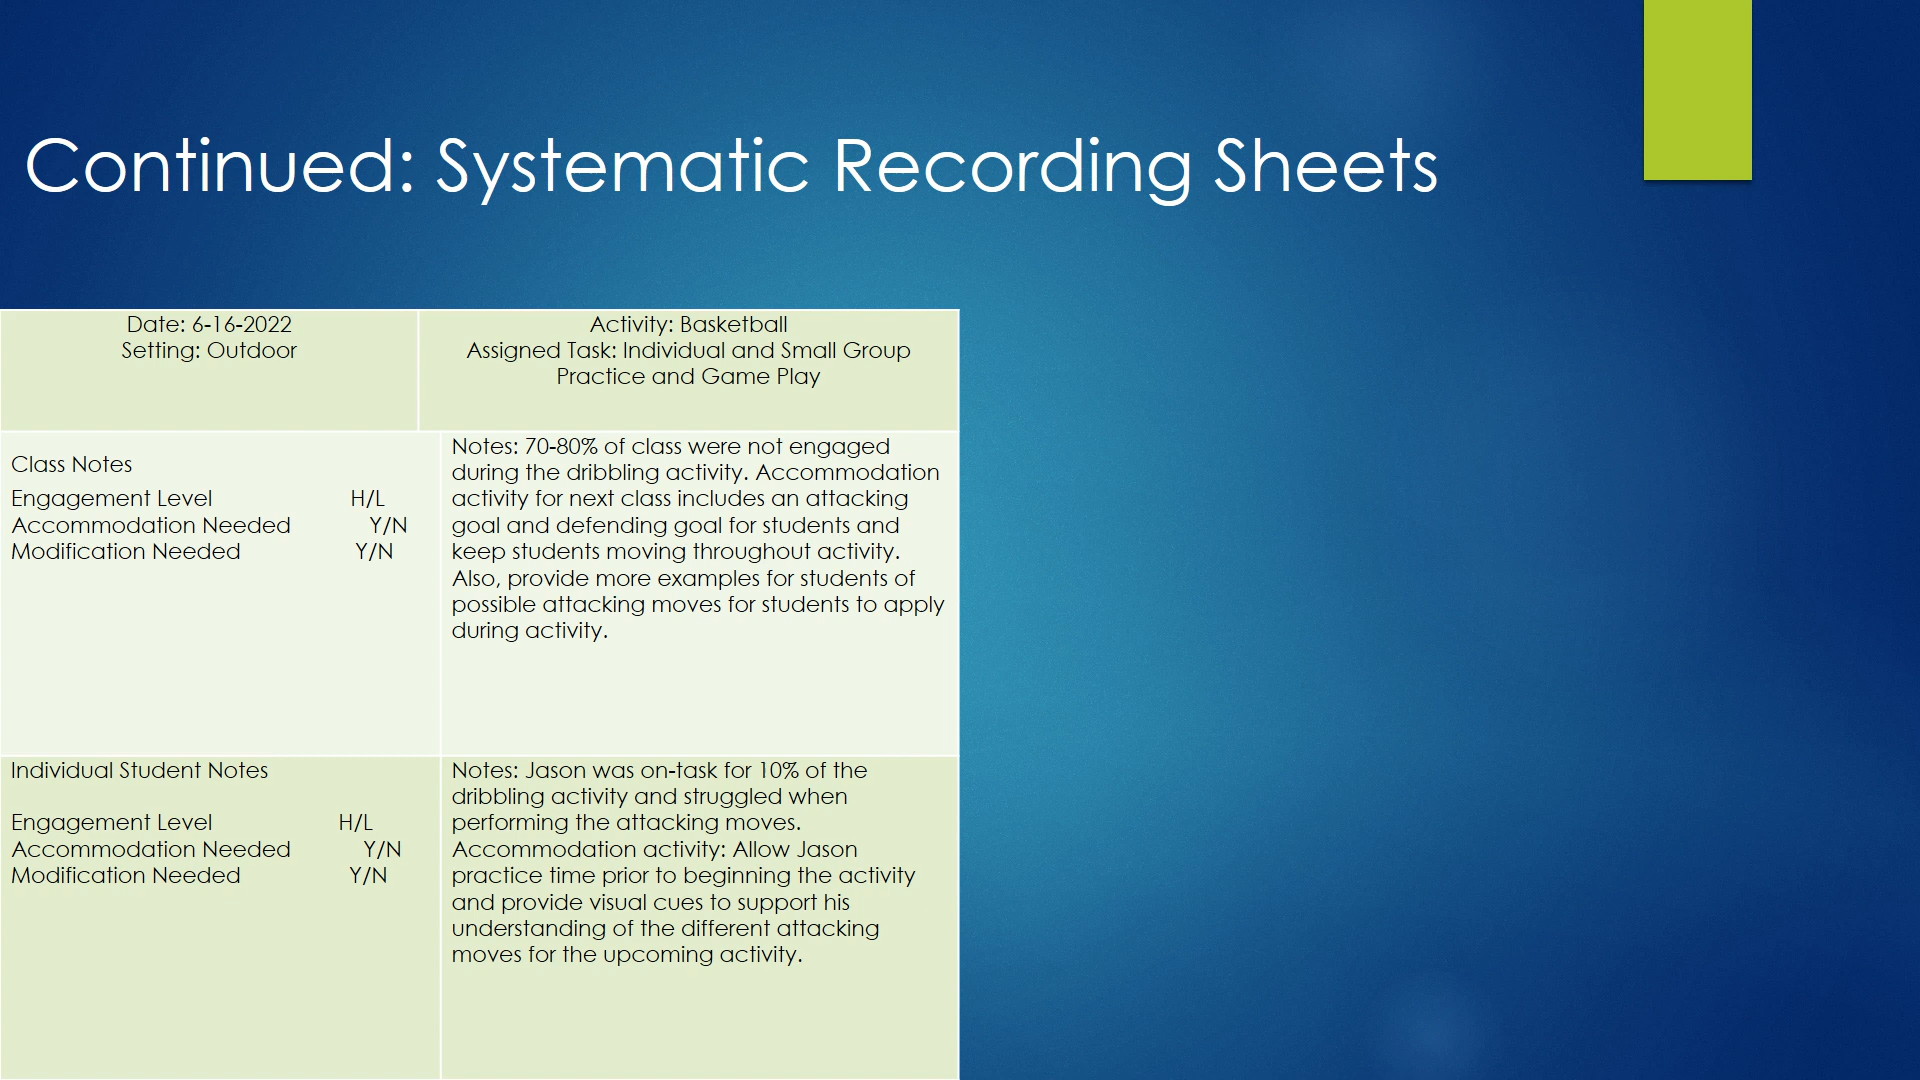 Continued: Systematic Recording Sheets
Date: 6-16-2022
Setting: Outdoor
Activity: Basketball
Assigned Task: Individual and Small Group
Practice and Game Play
Class Notes
Engagement Level H/L
Accommodation Needed Y/N
Modification Needed Y/N
Notes: 70-80% of class were not engaged
during the dribbling activity. Accommodation
activity for next class includes an attacking
goal and defending goal for students and
keep students moving throughout activity.
Also, provide more examples for students of
possible attacking moves for students to apply
during activity.
Individual Student Notes
Engagement Level H/L
Accommodation Needed Y/N
Modification Needed Y/N
Notes: Jason was on-task for 10% of the
dribbling activity and struggled when
performing the attacking moves.
Accommodation activity: Allow Jason
practice time prior to beginning the activity
and provide visual cues to support his
understanding of the different attacking
moves for the upcoming activity.